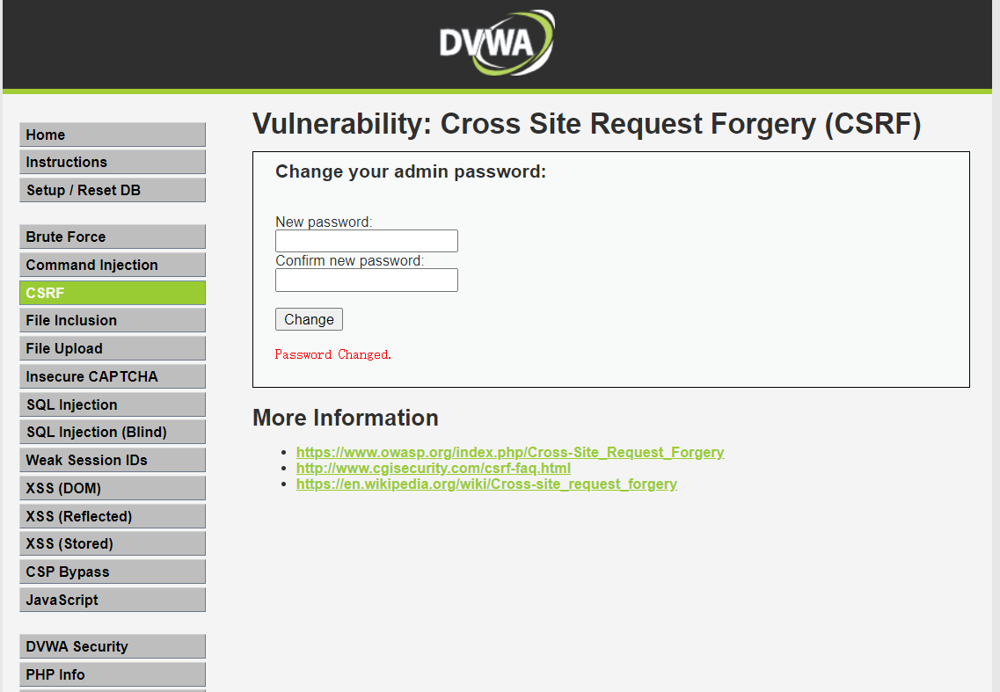 DVWA
Home
Instructions
Setup / Reset DB
Brute Force
Command Injection
CSRF
File Inclusion
File Upload
Insecure CAPTCHA
SQL Injection
SQL Injection (Blind)
Weak Session IDs
XSS (DOM)
XSS (Reflected)
XSS (Stored)
CSP Bypass
JavaScript
DVWA Security
PHP Info
Vulnerability: Cross Site Request Forgery (CSRF)
Change your admin password:
New password:
Confirm new password:
Change
Password Changed.
More Information
https://www.owasp.org/index.php/Cross-Site_Request_Forgery
http://www.cgisecurity.com/csrf-faq.html
https://en.wikipedia.org/wiki/Cross-site_request_forgery